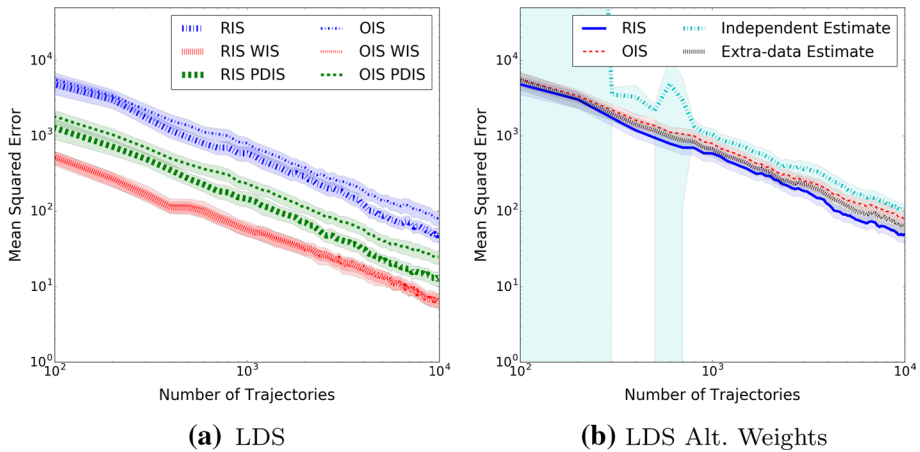 RIS
OIS
RIS WIS
OIS WIS
RIS PDIS
OIS PDIS
Mean Squared Error
10^4
10^3
10^2
10^1
10^0
10^2
10^3
10^4
Number of Trajectories
(a) LDS
RIS
Independent Estimate
OIS
Extra-data Estimate
Mean Squared Error
10^4
10^3
10^2
10^1
10^0
10^2
10^3
10^4
Number of Trajectories
(b) LDS Alt. Weights